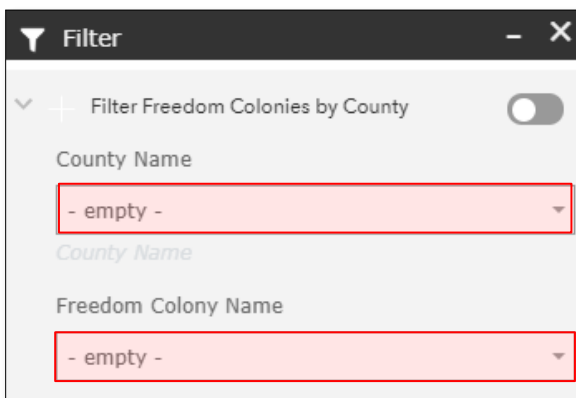 Filter
Filter Freedom Colonies by County
County Name
- empty -
County Name
Freedom Colony Name
- empty -